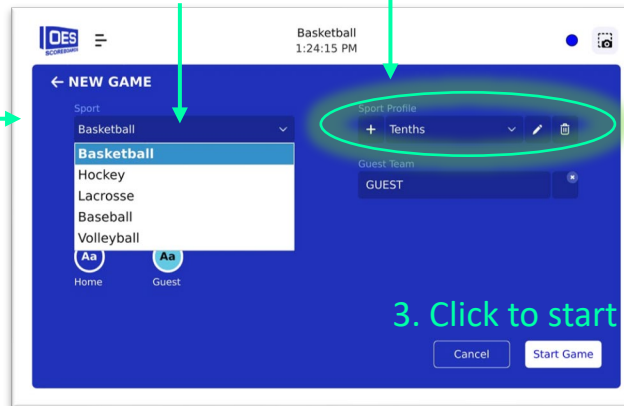 OES
SCOREBOARDS
Basketball
1:24:15 PM
← NEW GAME
Sport
Basketball
Basketball
Hockey
Lacrosse
Baseball
Volleyball
Sport Profile
+ Tenths
Guest Team
GUEST
Aa
Aa
Home
Guest
3. Click to start
Cancel
Start Game